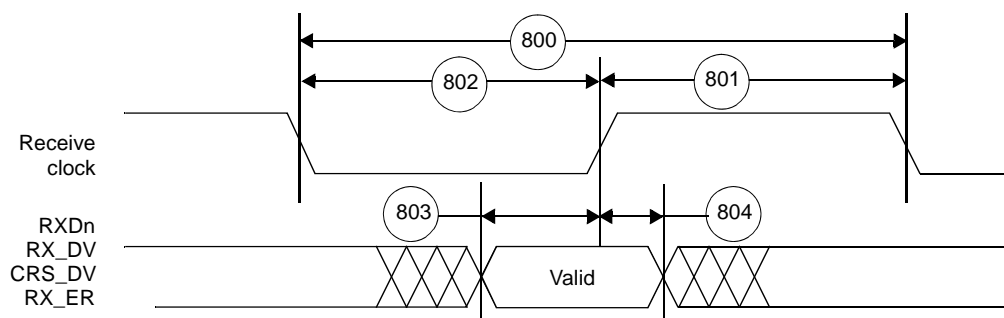 800
802
801
Receive
clock
803
804
RXDn
RX_DV
CRS_DV
RX_ER
Valid